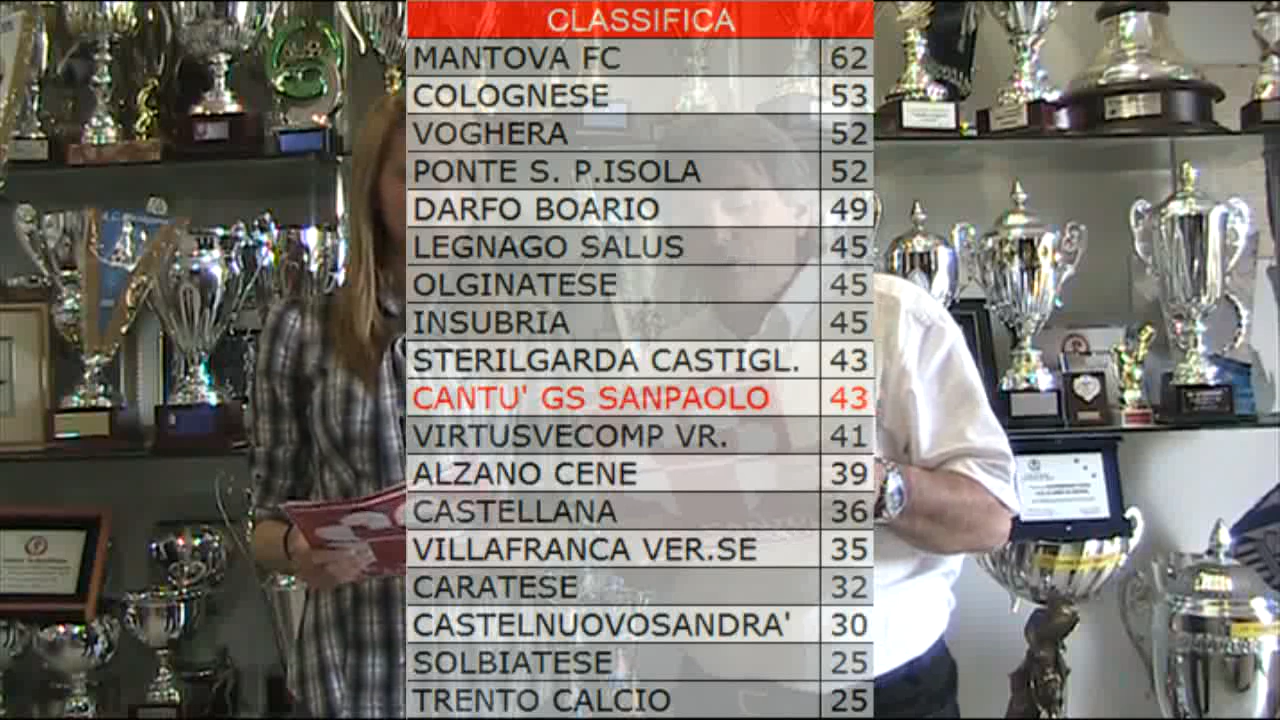 CLASSIFICA
MANTOVA FC 62
COLOGNESE 53
VOGHERA 52
PONTE S. P.ISOLA 52
DARFO BOARIO 49
LEGNAGO SALUS 45
OLGINATESE 45
INSUBRIA 45
STERILGARDA CASTIGL. 43
CANTU' GS SANPAOLO 43
VIRTUSVECOMP VR. 41
ALZANO CENE 39
CASTELLANA 36
VILLAFRANCA VER.SE 35
CARATESE 32
CASTELNUOVOSANDRA' 30
SOLBIATESE 25
TRENTO CALCIO 25